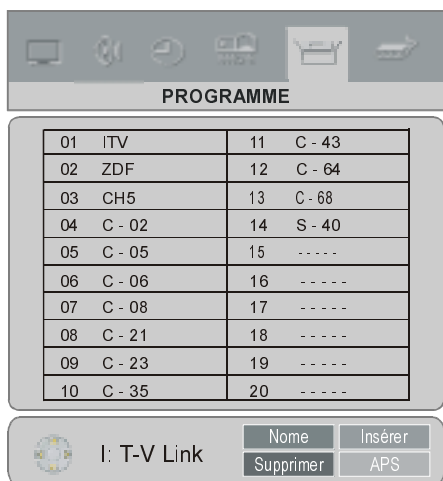 PROGRAMME
01 ITV 11 C - 43
02 ZDF 12 C - 64
03 CH5 13 C - 68
04 C - 02 14 S - 40
05 C - 05 15 - - - - -
06 C - 06 16 - - - - -
07 C - 08 17 - - - - -
08 C - 21 18 - - - - -
09 C - 23 19 - - - - -
10 C - 35 20 - - - - -
I: T-V Link
Nome Insérer
Supprimer APS